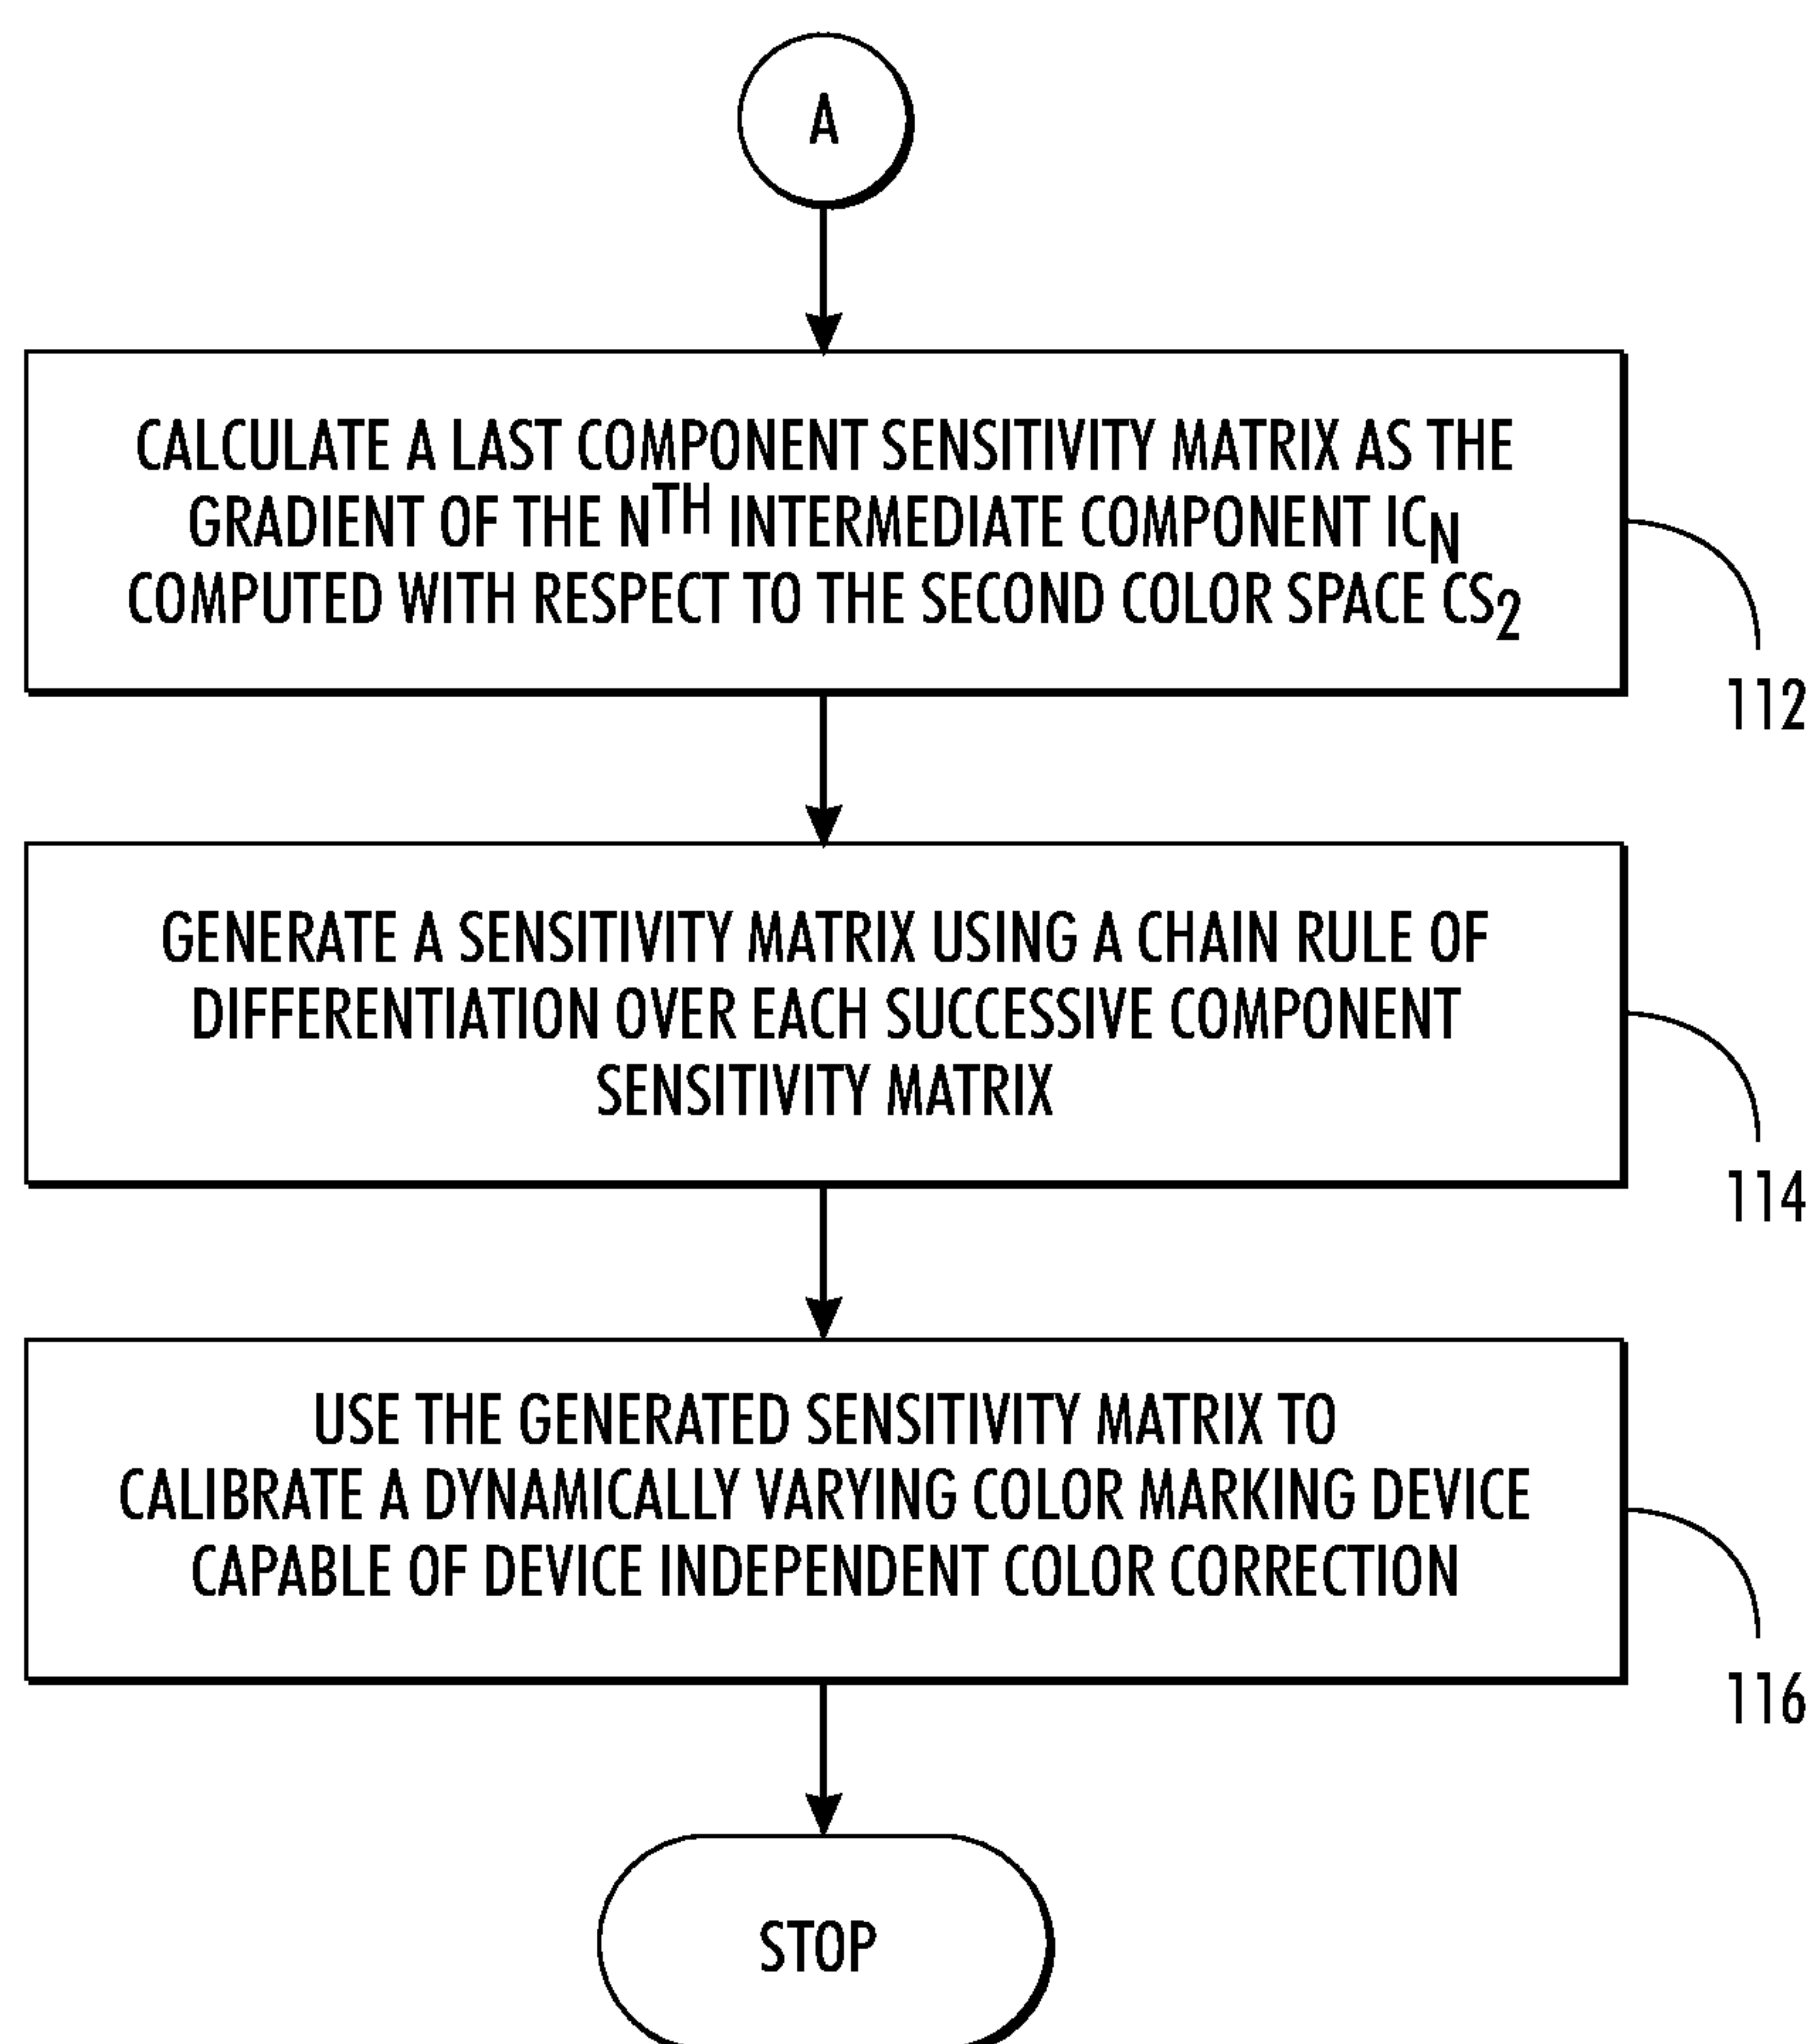 A
CALCULATE A LAST COMPONENT SENSITIVITY MATRIX AS THE
GRADIENT OF THE NTH INTERMEDIATE COMPONENT ICN
COMPUTED WITH RESPECT TO THE SECOND COLOR SPACE CS2
112
GENERATE A SENSITIVITY MATRIX USING A CHAIN RULE OF
DIFFERENTIATION OVER EACH SUCCESSIVE COMPONENT
SENSITIVITY MATRIX
114
USE THE GENERATED SENSITIVITY MATRIX TO
CALIBRATE A DYNAMICALLY VARYING COLOR MARKING DEVICE
CAPABLE OF DEVICE INDEPENDENT COLOR CORRECTION
116
STOP